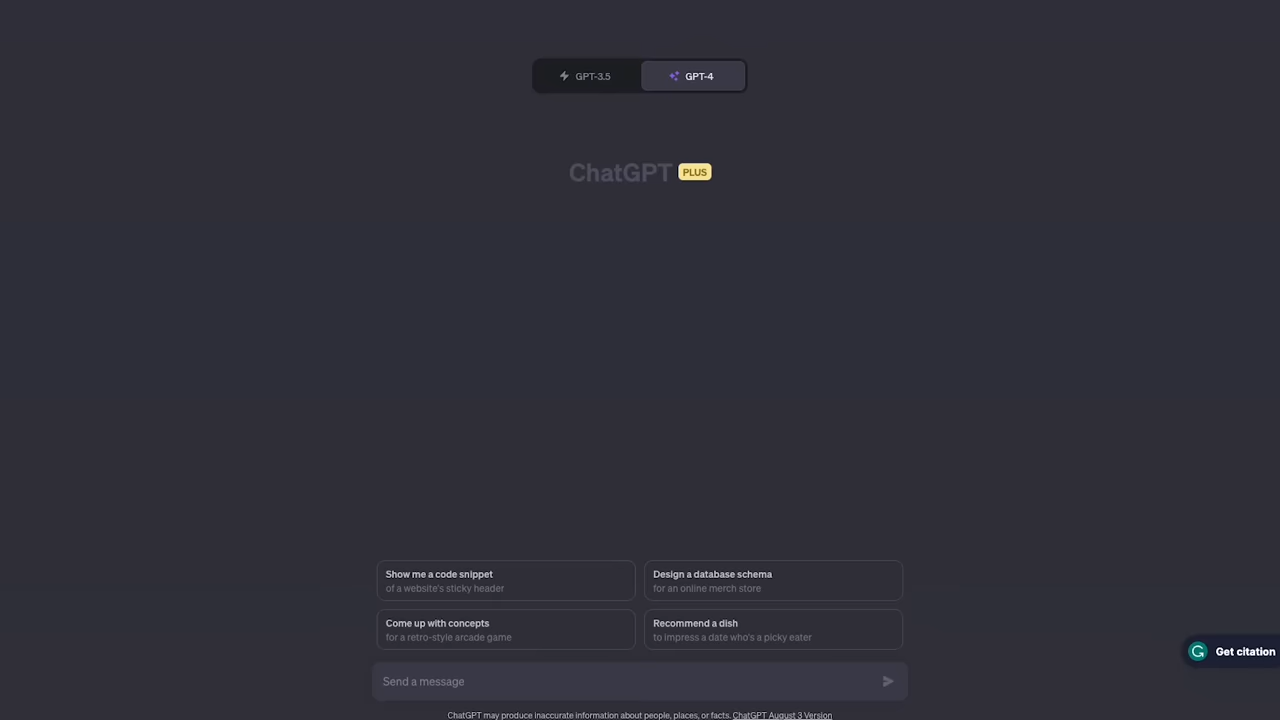 GPT-3.5
GPT-4
ChatGPT PLUS
Show me a code snippet
of a website's sticky header
Design a database schema
for an online merch store
Come up with concepts
for a retro-style arcade game
Recommend a dish
to impress a date who's a picky eater
Get citation
Send a message
ChatGPT may produce inaccurate information about people, places, or facts. ChatGPT August 3 Version